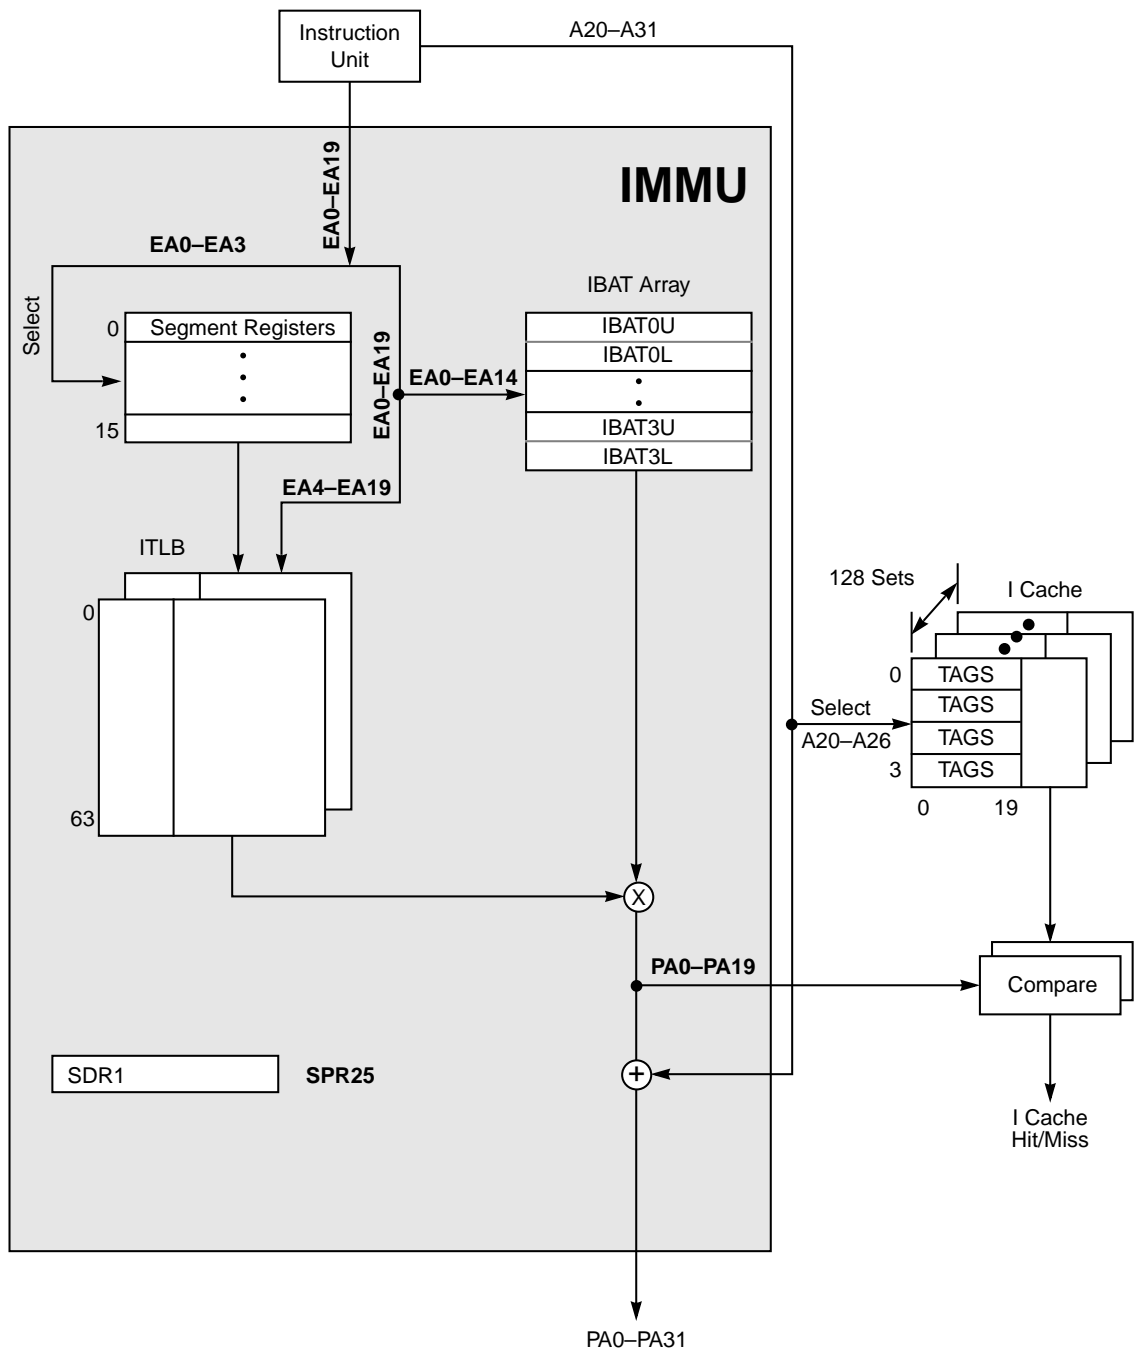 Instruction
Unit
A20–A31
IMMU
EA0–EA19
EA0–EA3
Select
IBAT Array
0
Segment Registers
15
EA0–EA19
EA0–EA14
IBAT0U
IBAT0L
IBAT3U
IBAT3L
EA4–EA19
ITLB
0
63
128 Sets
I Cache
0
TAGS
TAGS
TAGS
3
TAGS
Select
A20–A26
0
19
X
PA0–PA19
Compare
SDR1
SPR25
+
I Cache
Hit/Miss
PA0–PA31